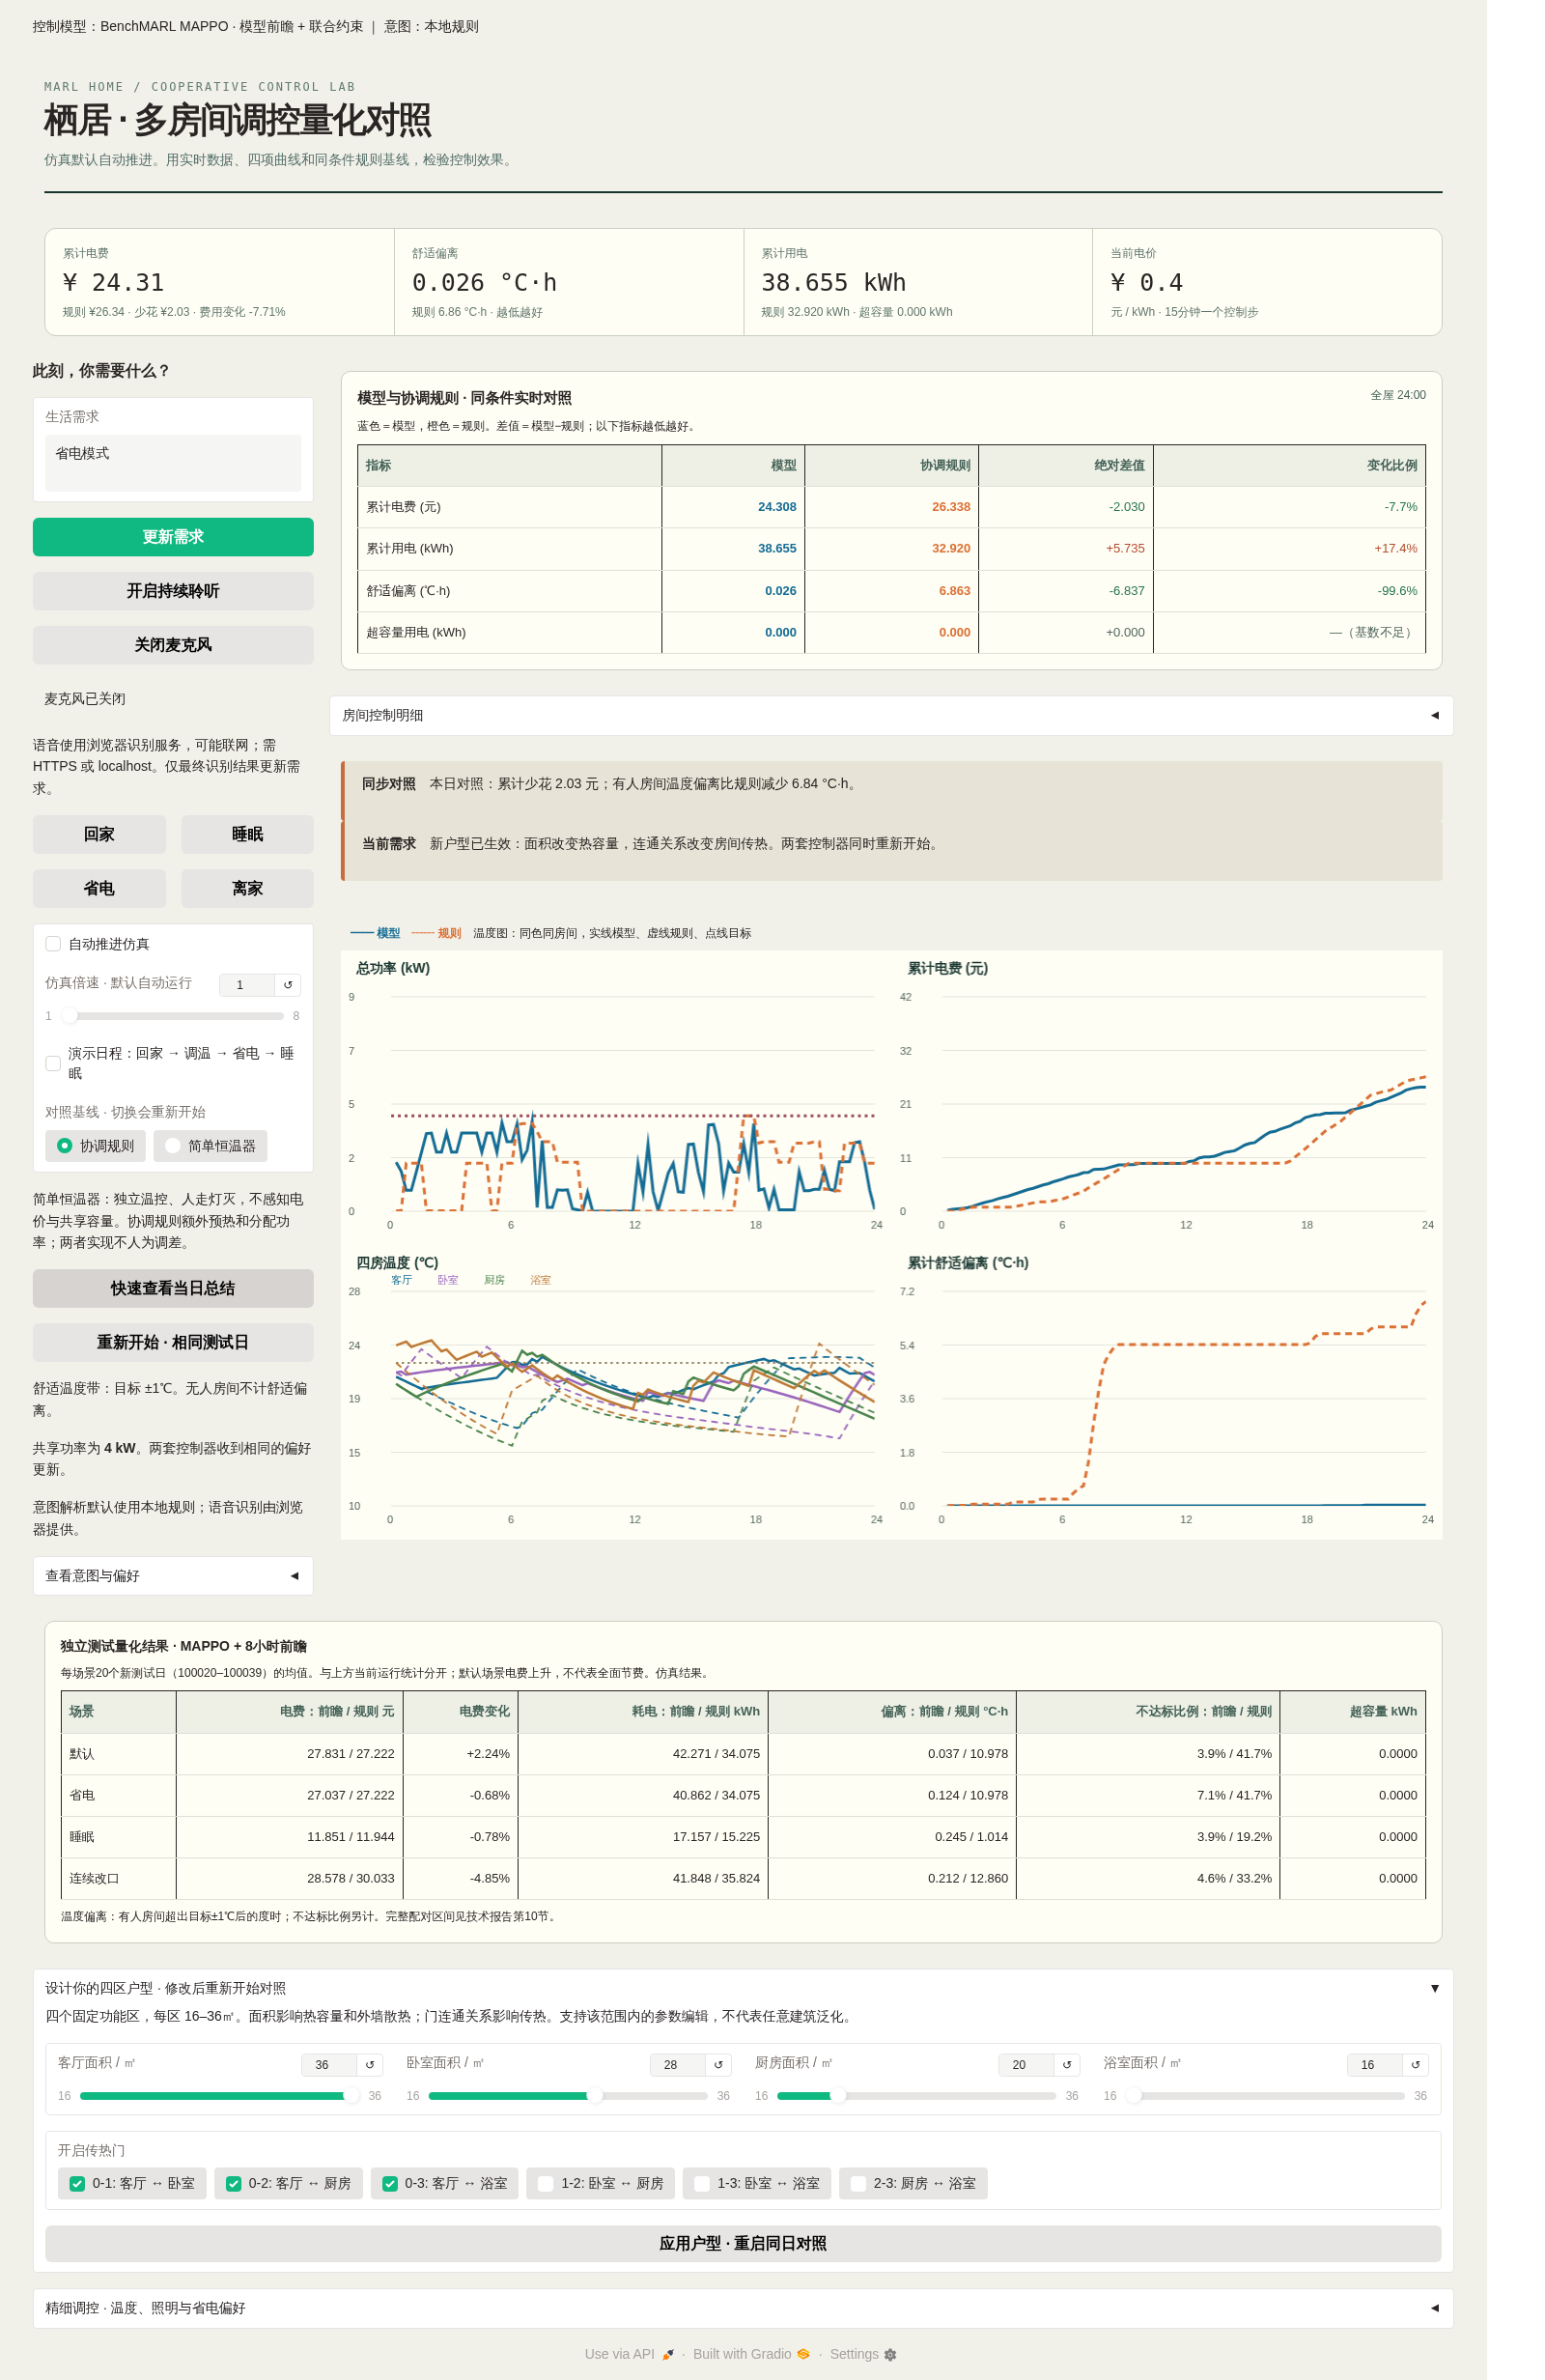 控制模型：BenchMARL MAPPO · 模型前瞻 + 联合约束 ｜ 意图：本地规则
MARL HOME / COOPERATIVE CONTROL LAB
栖居 · 多房间调控量化对照
仿真默认自动推进。用实时数据、四项曲线和同条件规则基线，检验控制效果。
累计电费
¥ 24.31
规则 ¥26.34 · 少花 ¥2.03 · 费用变化 -7.71%
舒适偏离
0.026 °C·h
规则 6.86 °C·h · 越低越好
累计用电
38.655 kWh
规则 32.920 kWh · 超容量 0.000 kWh
当前电价
¥ 0.4
元 / kWh · 15分钟一个控制步
此刻，你需要什么？
生活需求
省电模式
更新需求
开启持续聆听
关闭麦克风
麦克风已关闭
语音使用浏览器识别服务，可能联网；需
HTTPS 或 localhost。仅最终识别结果更新需
求。
回家 睡眠
省电 离家
自动推进仿真
仿真倍速 · 默认自动运行 1 ↺
1 8
演示日程：回家 → 调温 → 省电 → 睡
眠
对照基线 · 切换会重新开始
协调规则 简单恒温器
简单恒温器：独立温控、人走灯灭，不感知电
价与共享容量。协调规则额外预热和分配功
率；两者实现不人为调差。
快速查看当日总结
重新开始 · 相同测试日
舒适温度带：目标 ±1℃。无人房间不计舒适偏
离。
共享功率为 4 kW。两套控制器收到相同的偏好
更新。
意图解析默认使用本地规则；语音识别由浏览
器提供。
查看意图与偏好 ◀
模型与协调规则 · 同条件实时对照 全屋 24:00
蓝色＝模型，橙色＝规则。差值＝模型−规则；以下指标越低越好。
指标 模型 协调规则 绝对差值 变化比例
累计电费 (元) 24.308 26.338 -2.030 -7.7%
累计用电 (kWh) 38.655 32.920 +5.735 +17.4%
舒适偏离 (℃·h) 0.026 6.863 -6.837 -99.6%
超容量用电 (kWh) 0.000 0.000 +0.000 —（基数不足）
房间控制明细 ◀
同步对照 本日对照：累计少花 2.03 元；有人房间温度偏离比规则减少 6.84 °C·h。
当前需求 新户型已生效：面积改变热容量，连通关系改变房间传热。两套控制器同时重新开始。
模型 规则 温度图：同色同房间，实线模型、虚线规则、点线目标
总功率 (kW)
9
7
5
2
0
0 6 12 18 24
累计电费 (元)
42
32
21
11
0
0 6 12 18 24
四房温度 (℃)
客厅 卧室 厨房 浴室
28
24
19
15
10
0 6 12 18 24
累计舒适偏离 (℃·h)
7.2
5.4
3.6
1.8
0.0
0 6 12 18 24
独立测试量化结果 · MAPPO + 8小时前瞻
每场景20个新测试日（100020–100039）的均值。与上方当前运行统计分开；默认场景电费上升，不代表全面节费。仿真结果。
场景 电费：前瞻 / 规则 元 电费变化 耗电：前瞻 / 规则 kWh 偏离：前瞻 / 规则 °C·h 不达标比例：前瞻 / 规则 超容量 kWh
默认 27.831 / 27.222 +2.24% 42.271 / 34.075 0.037 / 10.978 3.9% / 41.7% 0.0000
省电 27.037 / 27.222 -0.68% 40.862 / 34.075 0.124 / 10.978 7.1% / 41.7% 0.0000
睡眠 11.851 / 11.944 -0.78% 17.157 / 15.225 0.245 / 1.014 3.9% / 19.2% 0.0000
连续改口 28.578 / 30.033 -4.85% 41.848 / 35.824 0.212 / 12.860 4.6% / 33.2% 0.0000
温度偏离：有人房间超出目标±1℃后的度时；不达标比例另计。完整配对区间见技术报告第10节。
设计你的四区户型 · 修改后重新开始对照 ▼
四个固定功能区，每区 16–36㎡。面积影响热容量和外墙散热；门连通关系影响传热。支持该范围内的参数编辑，不代表任意建筑泛化。
客厅面积 / ㎡ 36 ↺ 卧室面积 / ㎡ 28 ↺ 厨房面积 / ㎡ 20 ↺ 浴室面积 / ㎡ 16 ↺
16 36 16 36 16 36 16 36
开启传热门
0-1: 客厅 ↔ 卧室 0-2: 客厅 ↔ 厨房 0-3: 客厅 ↔ 浴室 1-2: 卧室 ↔ 厨房 1-3: 卧室 ↔ 浴室 2-3: 厨房 ↔ 浴室
应用户型 · 重启同日对照
精细调控 · 温度、照明与省电偏好 ◀
Use via API · Built with Gradio · Settings